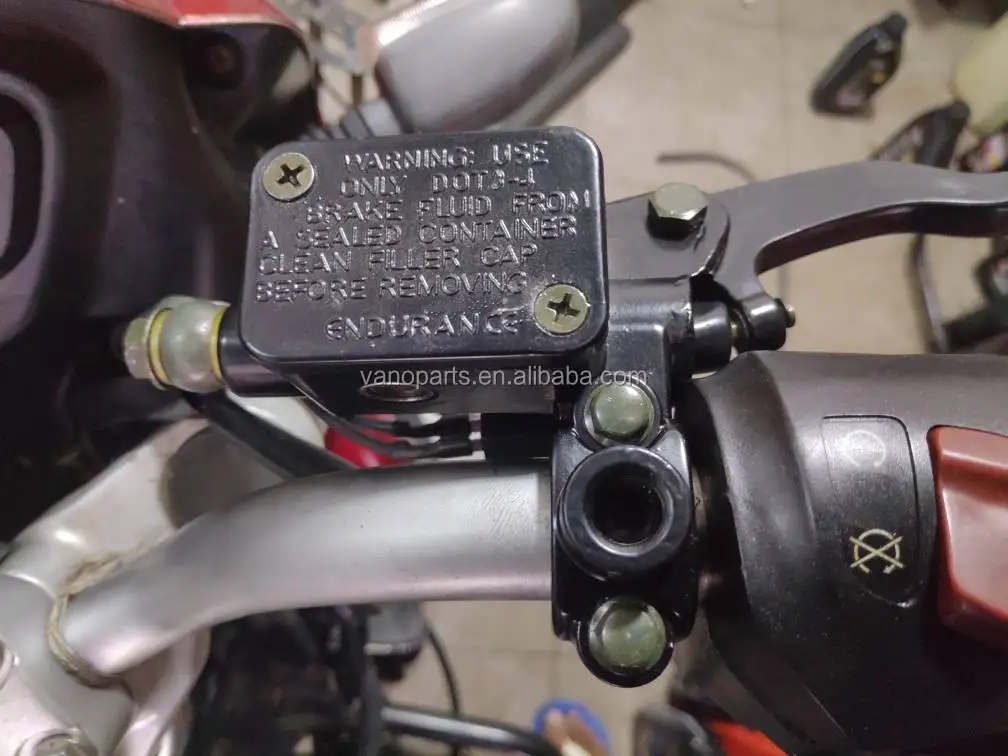 WARNING: USE
ONLY DOT3-4
BRAKE FLUID FROM
A SEALED CONTAINER
CLEAN FILLER CAP
BEFORE REMOVING
ENDURANCE
vanoparts.en.alibaba.com